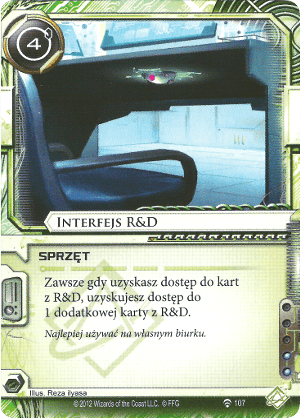 4
INTERFEJS R&D
SPRZĘT
Zawsze gdy uzyskasz dostęp do kart
z R&D, uzyskujesz dostęp do
1 dodatkowej karty z R&D.
Najlepiej używać na własnym biurku.
Illus. Reza Ilyasa
©2012 Wizards of the Coast LLC. © FFG
107